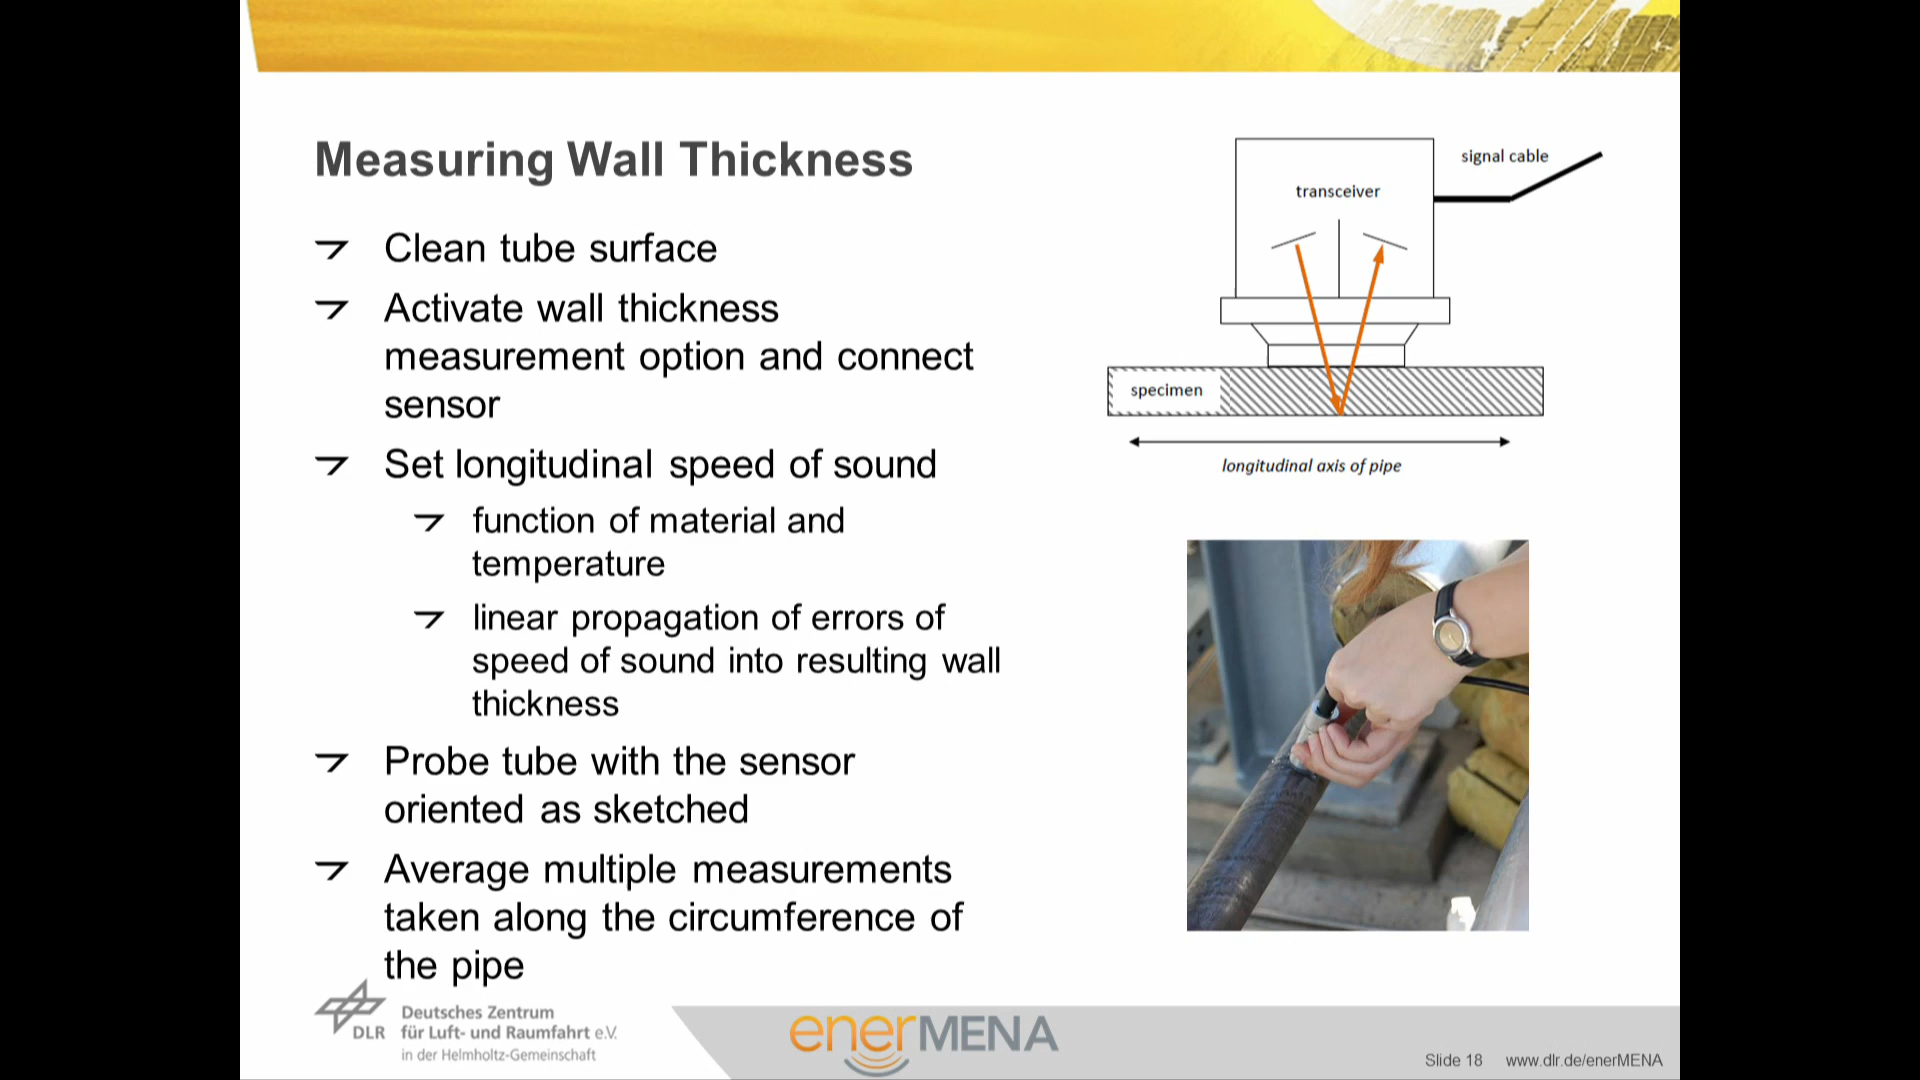 Measuring Wall Thickness
Clean tube surface
Activate wall thickness
measurement option and connect
sensor
Set longitudinal speed of sound
function of material and
temperature
linear propagation of errors of
speed of sound into resulting wall
thickness
Probe tube with the sensor
oriented as sketched
Average multiple measurements
taken along the circumference of
the pipe
signal cable
transceiver
specimen
longitudinal axis of pipe
DLR
Deutsches Zentrum
für Luft- und Raumfahrt e.V.
in der Helmholtz-Gemeinschaft
enerMENA
Slide 18 www.dlr.de/enerMENA